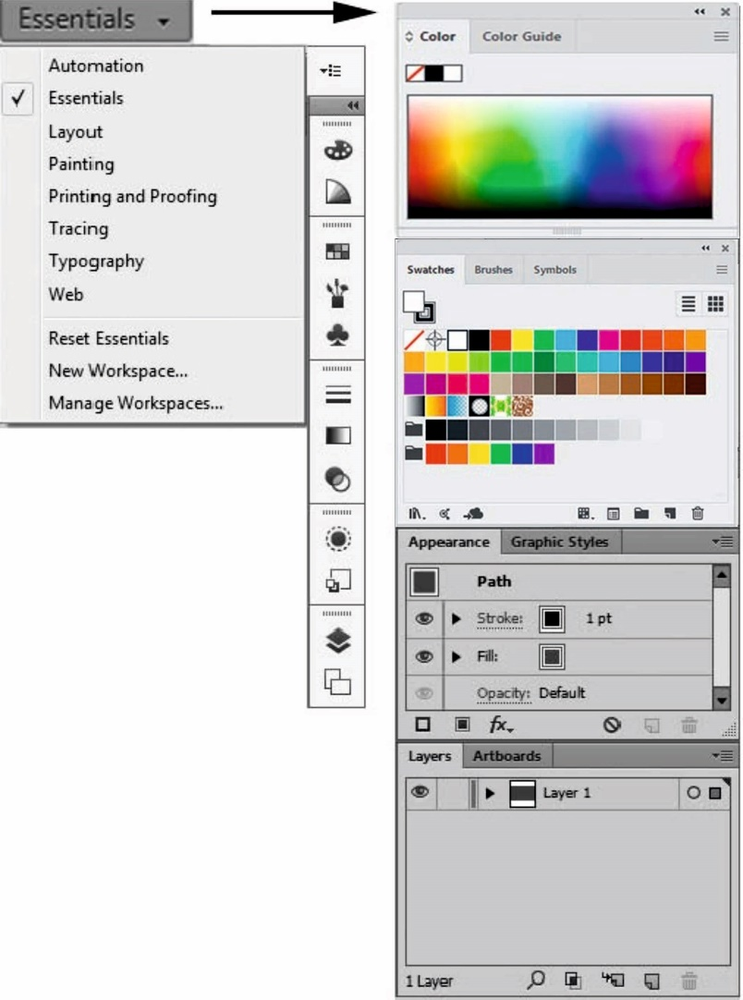 Essentials
Automation
Essentials
Layout
Painting
Printing and Proofing
Tracing
Typography
Web
Reset Essentials
New Workspace...
Manage Workspaces...
Color Color Guide
Swatches Brushes Symbols
Appearance Graphic Styles
Path
Stroke: 1 pt
Fill:
Opacity: Default
fx
Layers Artboards
Layer 1
1 Layer